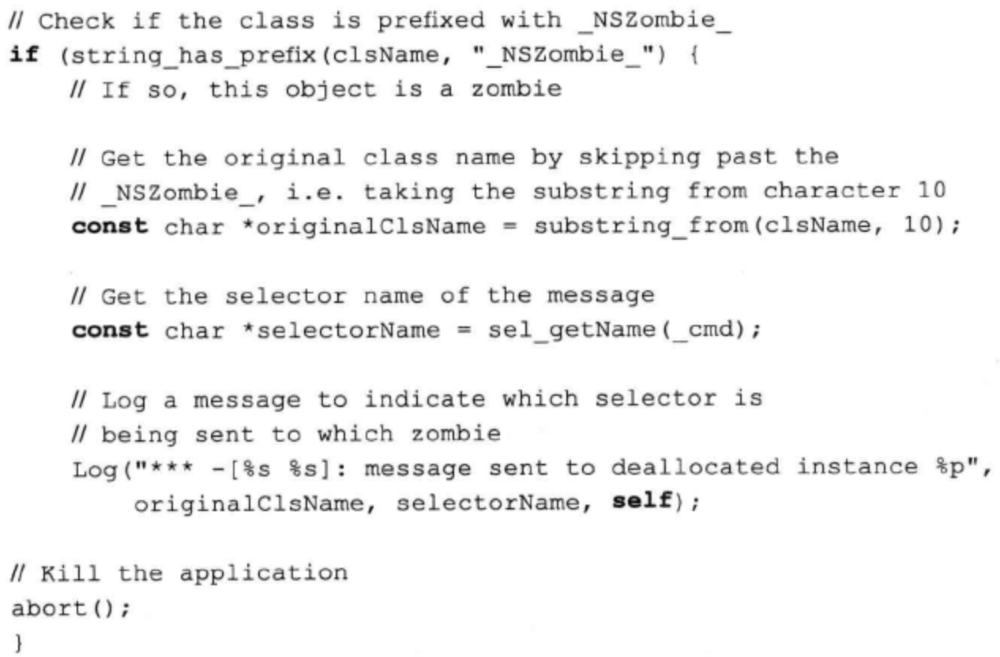 // Check if the class is prefixed with _NSZombie_
if (string_has_prefix(clsName, "_NSZombie_") {
    // If so, this object is a zombie

    // Get the original class name by skipping past the
    // _NSZombie_, i.e. taking the substring from character 10
    const char *originalClsName = substring_from(clsName, 10);

    // Get the selector name of the message
    const char *selectorName = sel_getName(_cmd);

    // Log a message to indicate which selector is
    // being sent to which zombie
    Log("*** -[%s %s]: message sent to deallocated instance %p",
        originalClsName, selectorName, self);

// Kill the application
abort();
}